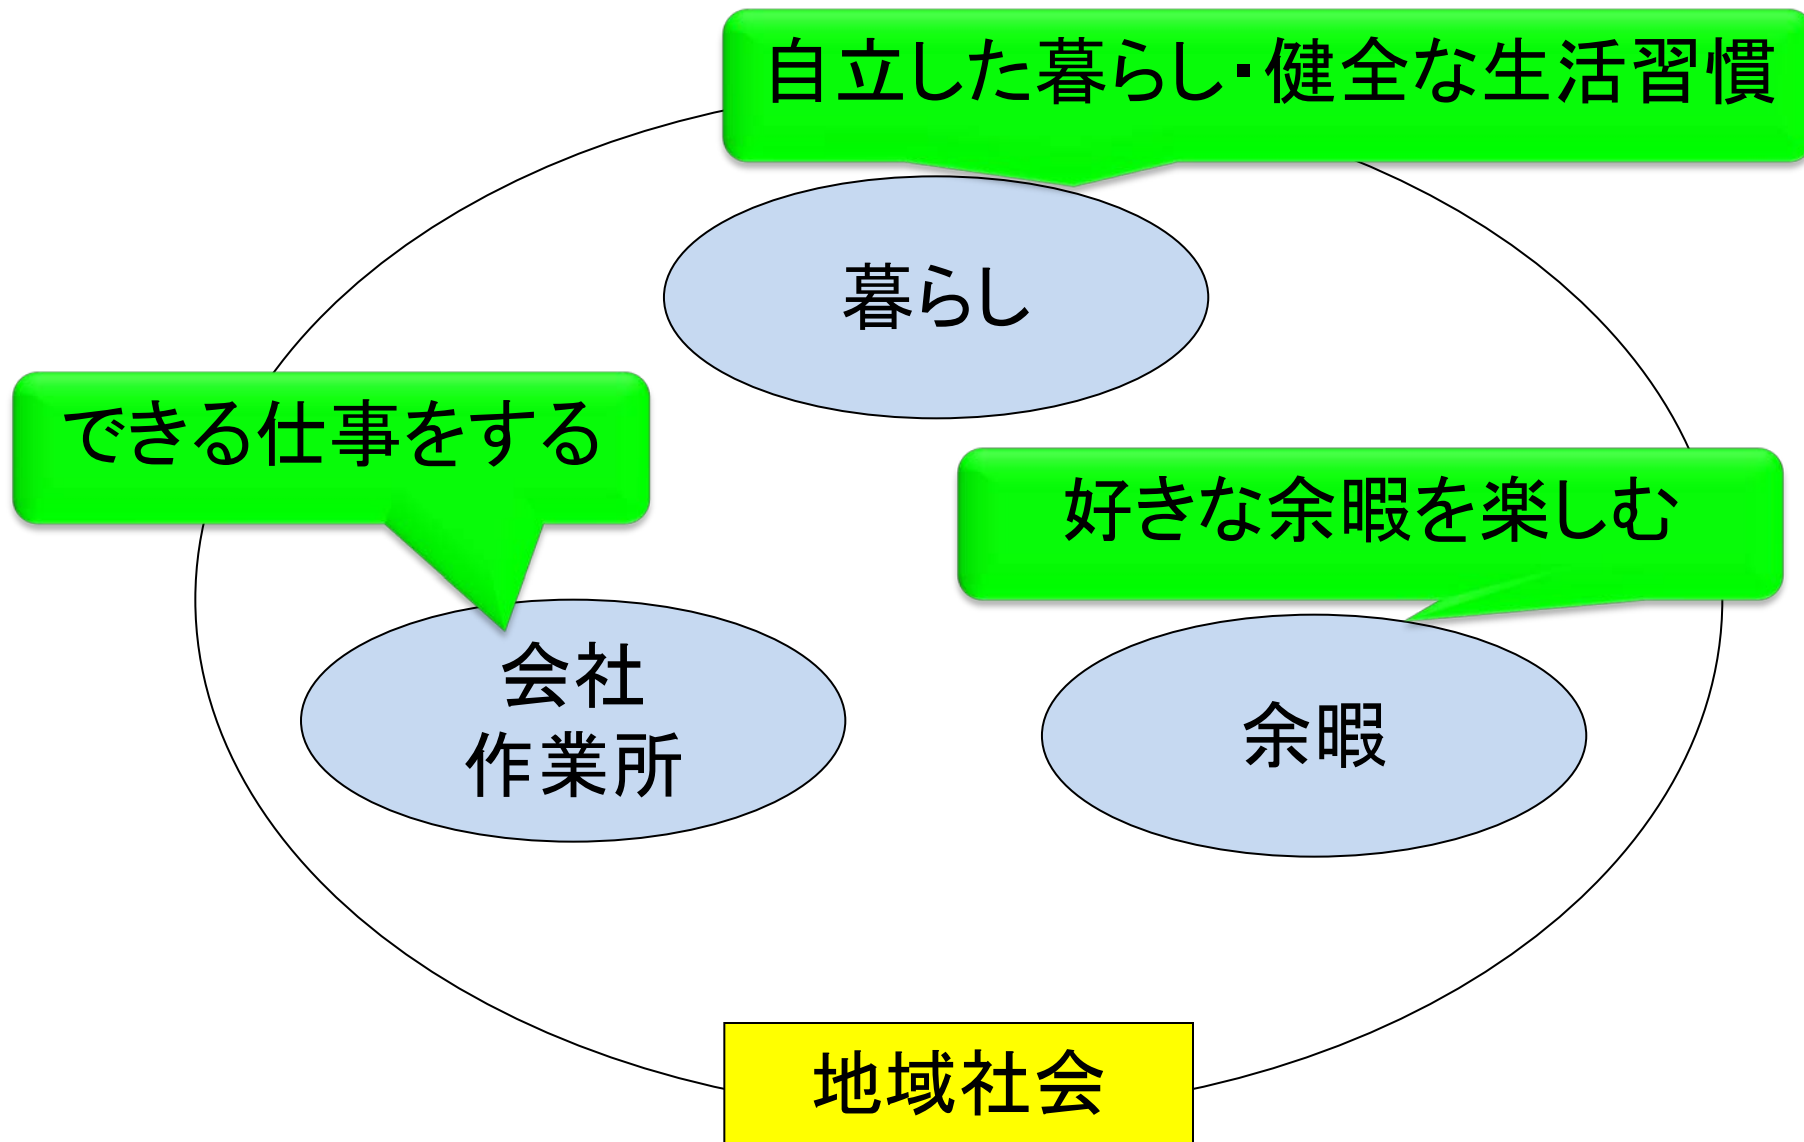 自立した暮らし・健全な生活習慣
暮らし
できる仕事をする
好きな余暇を楽しむ
会社
作業所
余暇
地域社会